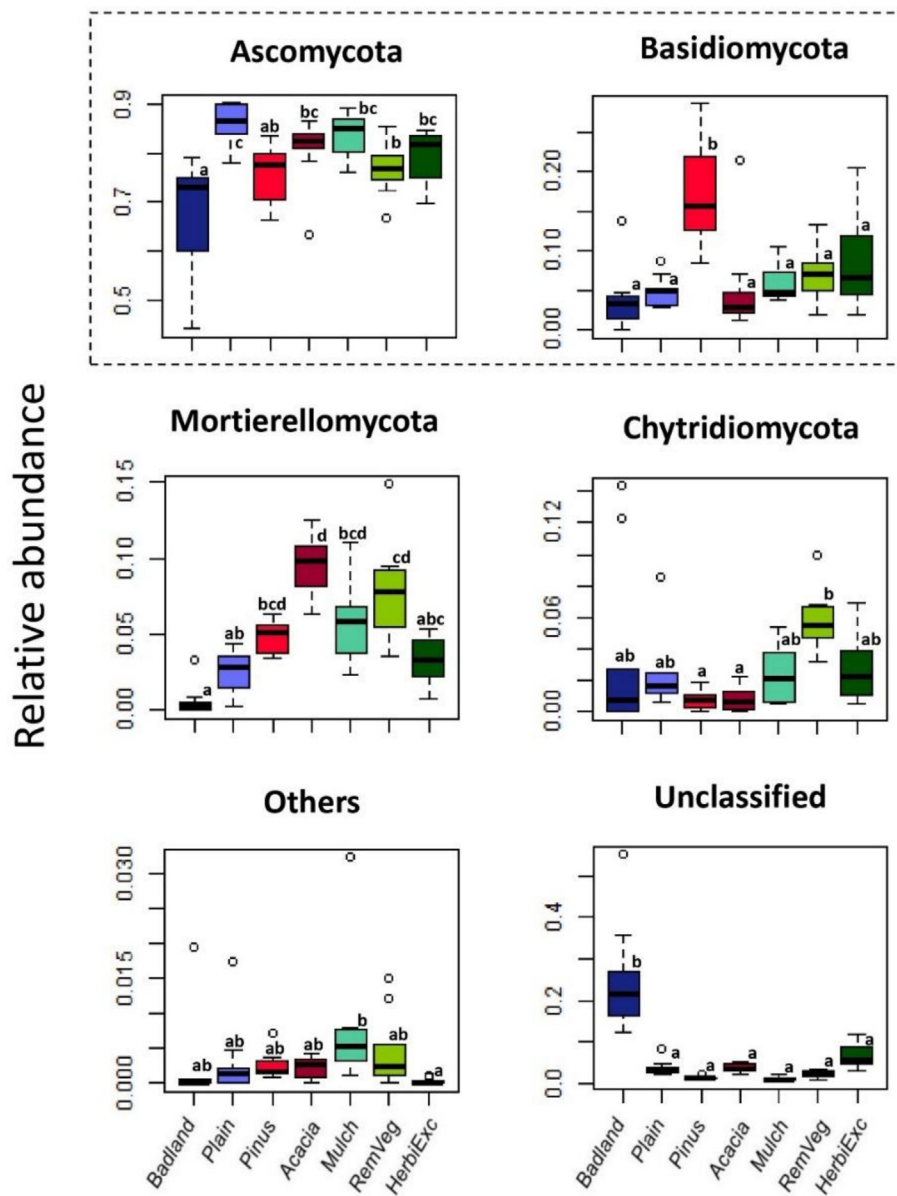 Ascomycota
Basidiomycota
0.9
0.7
0.5
a
c
ab
bc
bc
b
bc
0.20
0.10
0.00
a
a
b
a
a
a
a
Relative abundance
Mortierellomycota
Chytridiomycota
0.15
0.10
0.05
0.00
a
ab
bcd
d
bcd
cd
abc
0.12
0.06
0.00
ab
ab
a
a
ab
b
ab
Others
Unclassified
0.030
0.015
0.000
ab
ab
ab
ab
b
ab
a
0.4
0.2
0.0
b
a
a
a
a
a
a
Badland
Plain
Pinus
Acacia
Mulch
RemVeg
HerbiExc
Badland
Plain
Pinus
Acacia
Mulch
RemVeg
HerbiExc